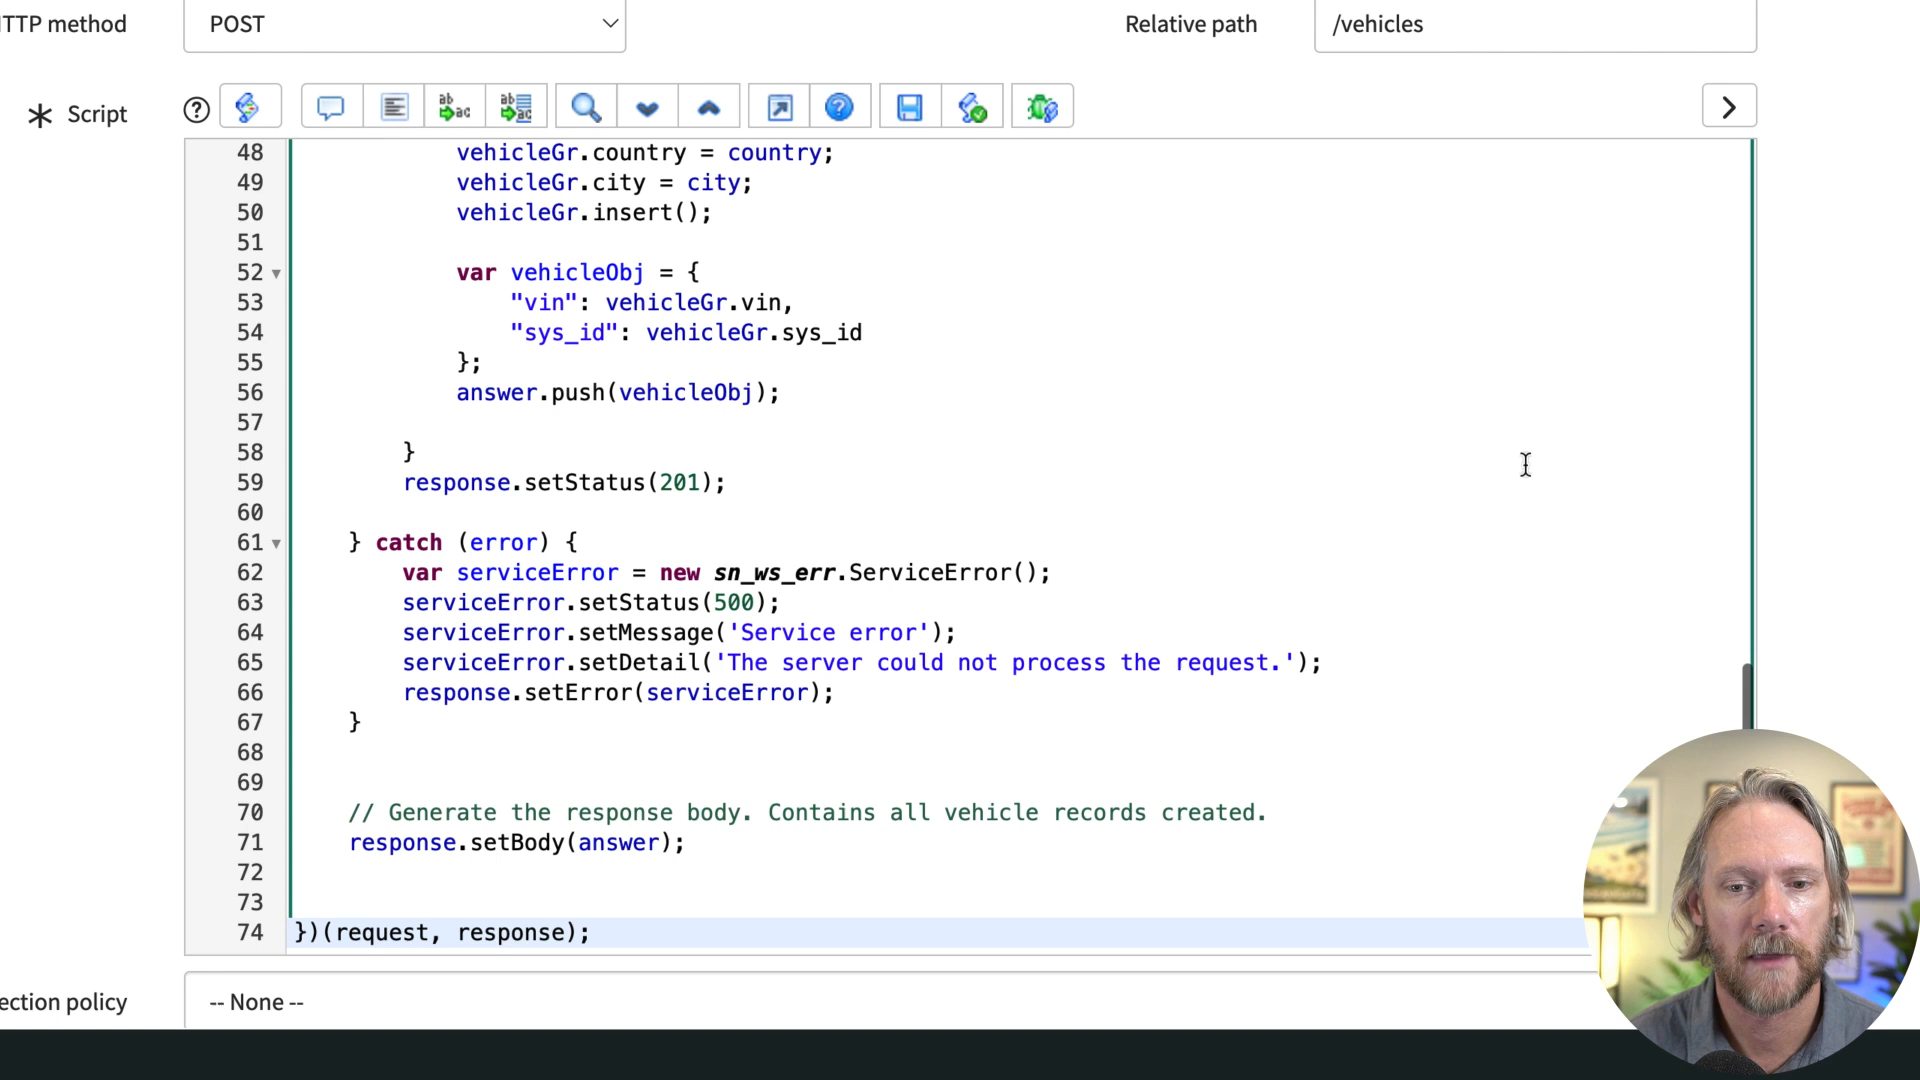 HTTP method
POST
Relative path
/vehicles
Script
48 vehicleGr.country = country;
49 vehicleGr.city = city;
50 vehicleGr.insert();
51
52 var vehicleObj = {
53 "vin": vehicleGr.vin,
54 "sys_id": vehicleGr.sys_id
55 };
56 answer.push(vehicleObj);
57
58 }
59 response.setStatus(201);
60
61 } catch (error) {
62 var serviceError = new sn_ws_err.ServiceError();
63 serviceError.setStatus(500);
64 serviceError.setMessage('Service error');
65 serviceError.setDetail('The server could not process the request.');
66 response.setError(serviceError);
67 }
68
69
70 // Generate the response body. Contains all vehicle records created.
71 response.setBody(answer);
72
73
74 })(request, response);
ection policy
-- None --